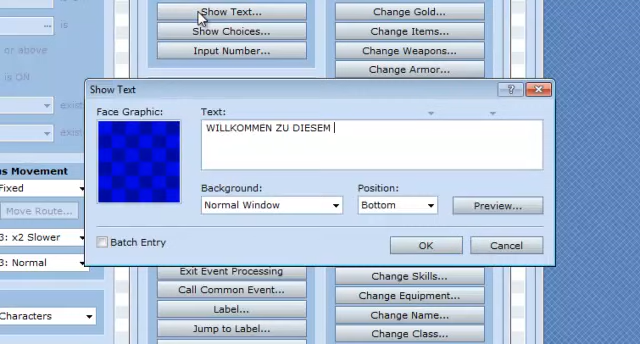 Show Text...
Change Gold...
... is
Show Choices...
Change Items...
or above
Input Number...
Change Weapons...
is ON
Change Armor...
Show Text
Face Graphic:
Text:
WILLKOMMEN ZU DIESEM
Movement
Fixed
Background:
Position:
Move Route...
Normal Window
Bottom
Preview...
3: x2 Slower
Batch Entry
OK
Cancel
3: Normal
Exit Event Processing
Change Skills...
Call Common Event...
Change Equipment...
Label...
Characters
Change Name...
Jump to Label...
Change Class...